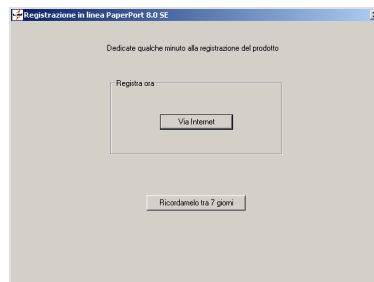 Registrazione in linea PaperPort 8.0 SE
Dedicate qualche minuto alla registrazione del prodotto
Registra ora
Via Internet
Ricordamelo tra 7 giorni